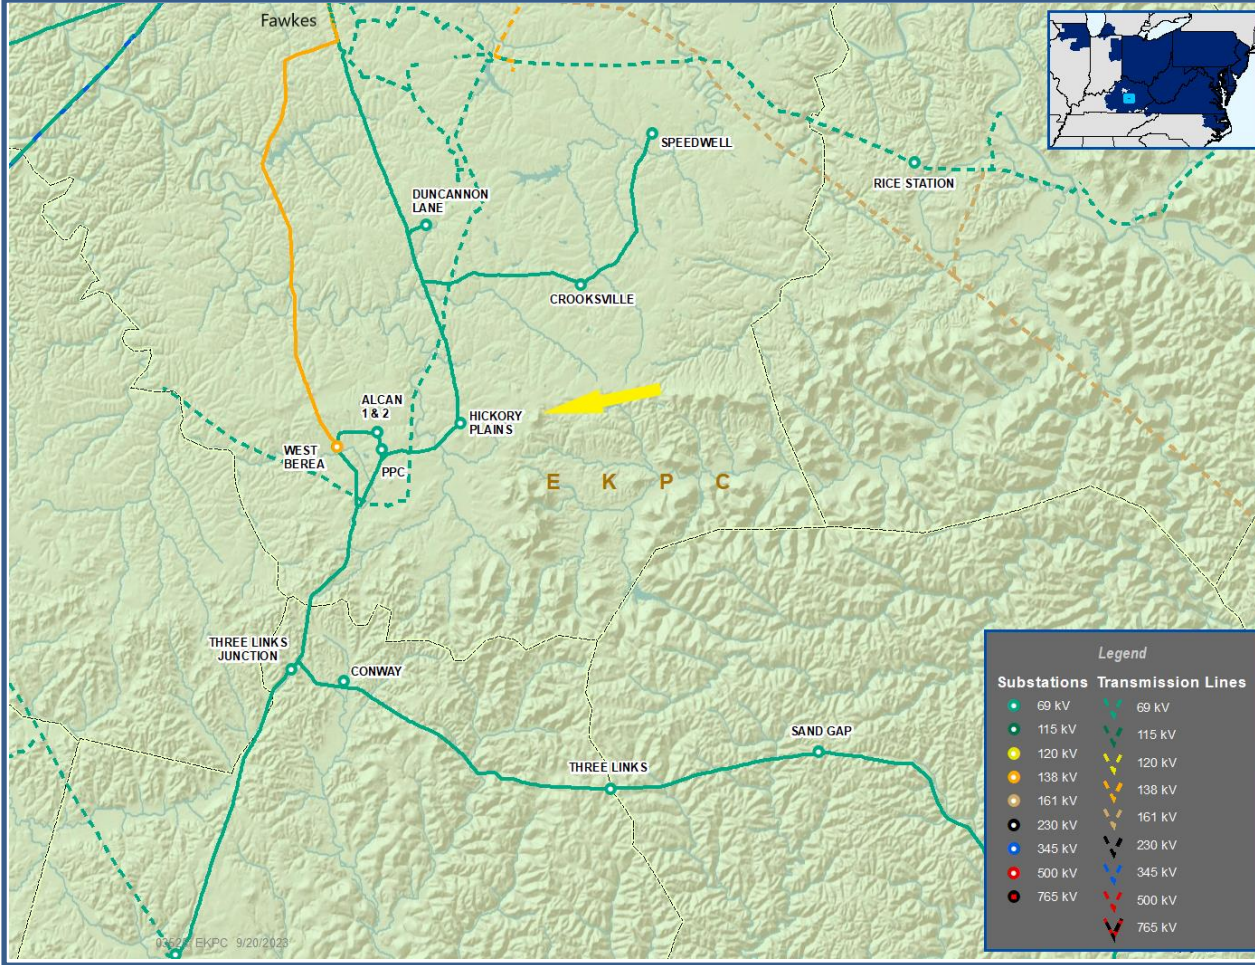 Fawkes
SPEEDWELL
RICE STATION
DUNCANNON
LANE
CROOKSVILLE
ALCAN
1 & 2
HICKORY
PLAINS
WEST
BEREA
PPC
E K P C
THREE LINKS
JUNCTION
CONWAY
SAND GAP
THREE LINKS
Legend
Substations Transmission Lines
69 kV 69 kV
115 kV 115 kV
120 kV 120 kV
138 kV 138 kV
161 kV 161 kV
230 kV 230 kV
345 kV 345 kV
500 kV 500 kV
765 kV 765 kV
EKPC 9/20/2023